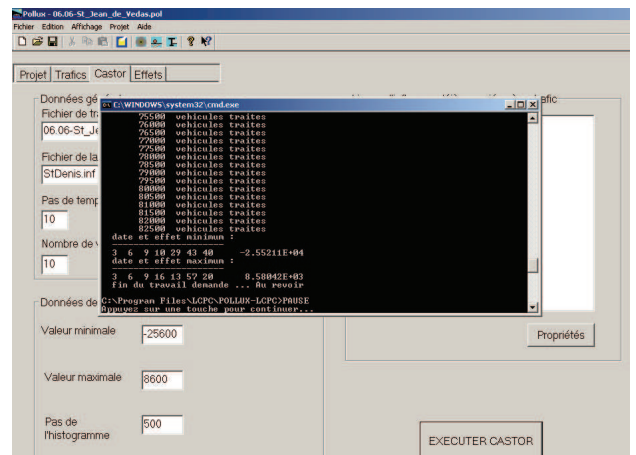 Pollux - 06.06-St_Jean_de_Vedas.pol
Fichier Edition Affichage Projet Aide
Projet Trafics Castor Effets
Données gé
afic
Fichier de tr
06.06-St_Je
Fichier de la
StDenis.inf
Pas de temp
10
Nombre de v
10
C:\WINDOWS\system32\cmd.exe
75500 vehicules traites
76000 vehicules traites
76500 vehicules traites
77000 vehicules traites
77500 vehicules traites
78000 vehicules traites
78500 vehicules traites
79000 vehicules traites
79500 vehicules traites
80000 vehicules traites
80500 vehicules traites
81000 vehicules traites
81500 vehicules traites
82000 vehicules traites
82500 vehicules traites
date et effet minimum :
3 6 9 10 29 43 40 -2.55211E+04
date et effet maximum :
3 6 9 16 13 57 20 8.58042E+03
fin du travail demande ... Au revoir
C:\Program Files\LCPC\POLLUX-LCPC>PAUSE
Appuyez sur une touche pour continuer...
Données de
Valeur minimale
-25600
Propriétés
Valeur maximale
8600
Pas de
l'histogramme
500
EXECUTER CASTOR